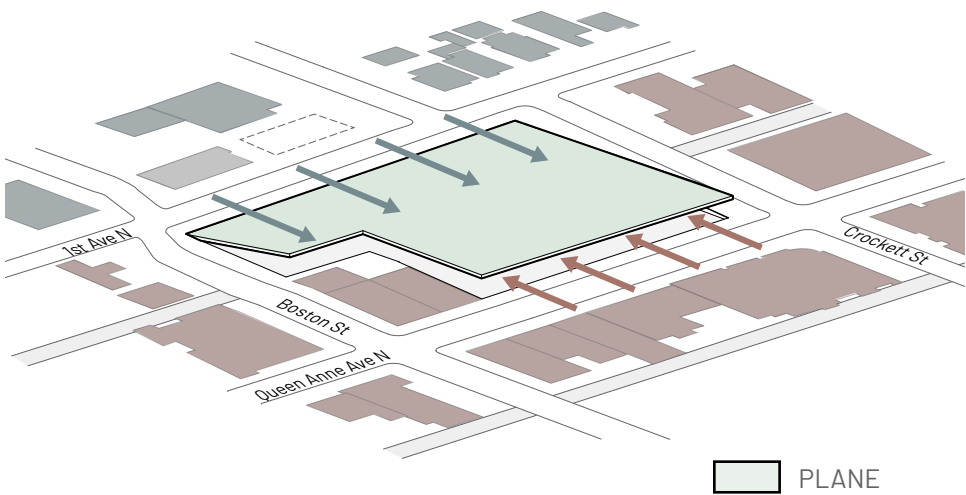 1st Ave N
Crockett St
Boston St
Queen Anne Ave N
PLANE